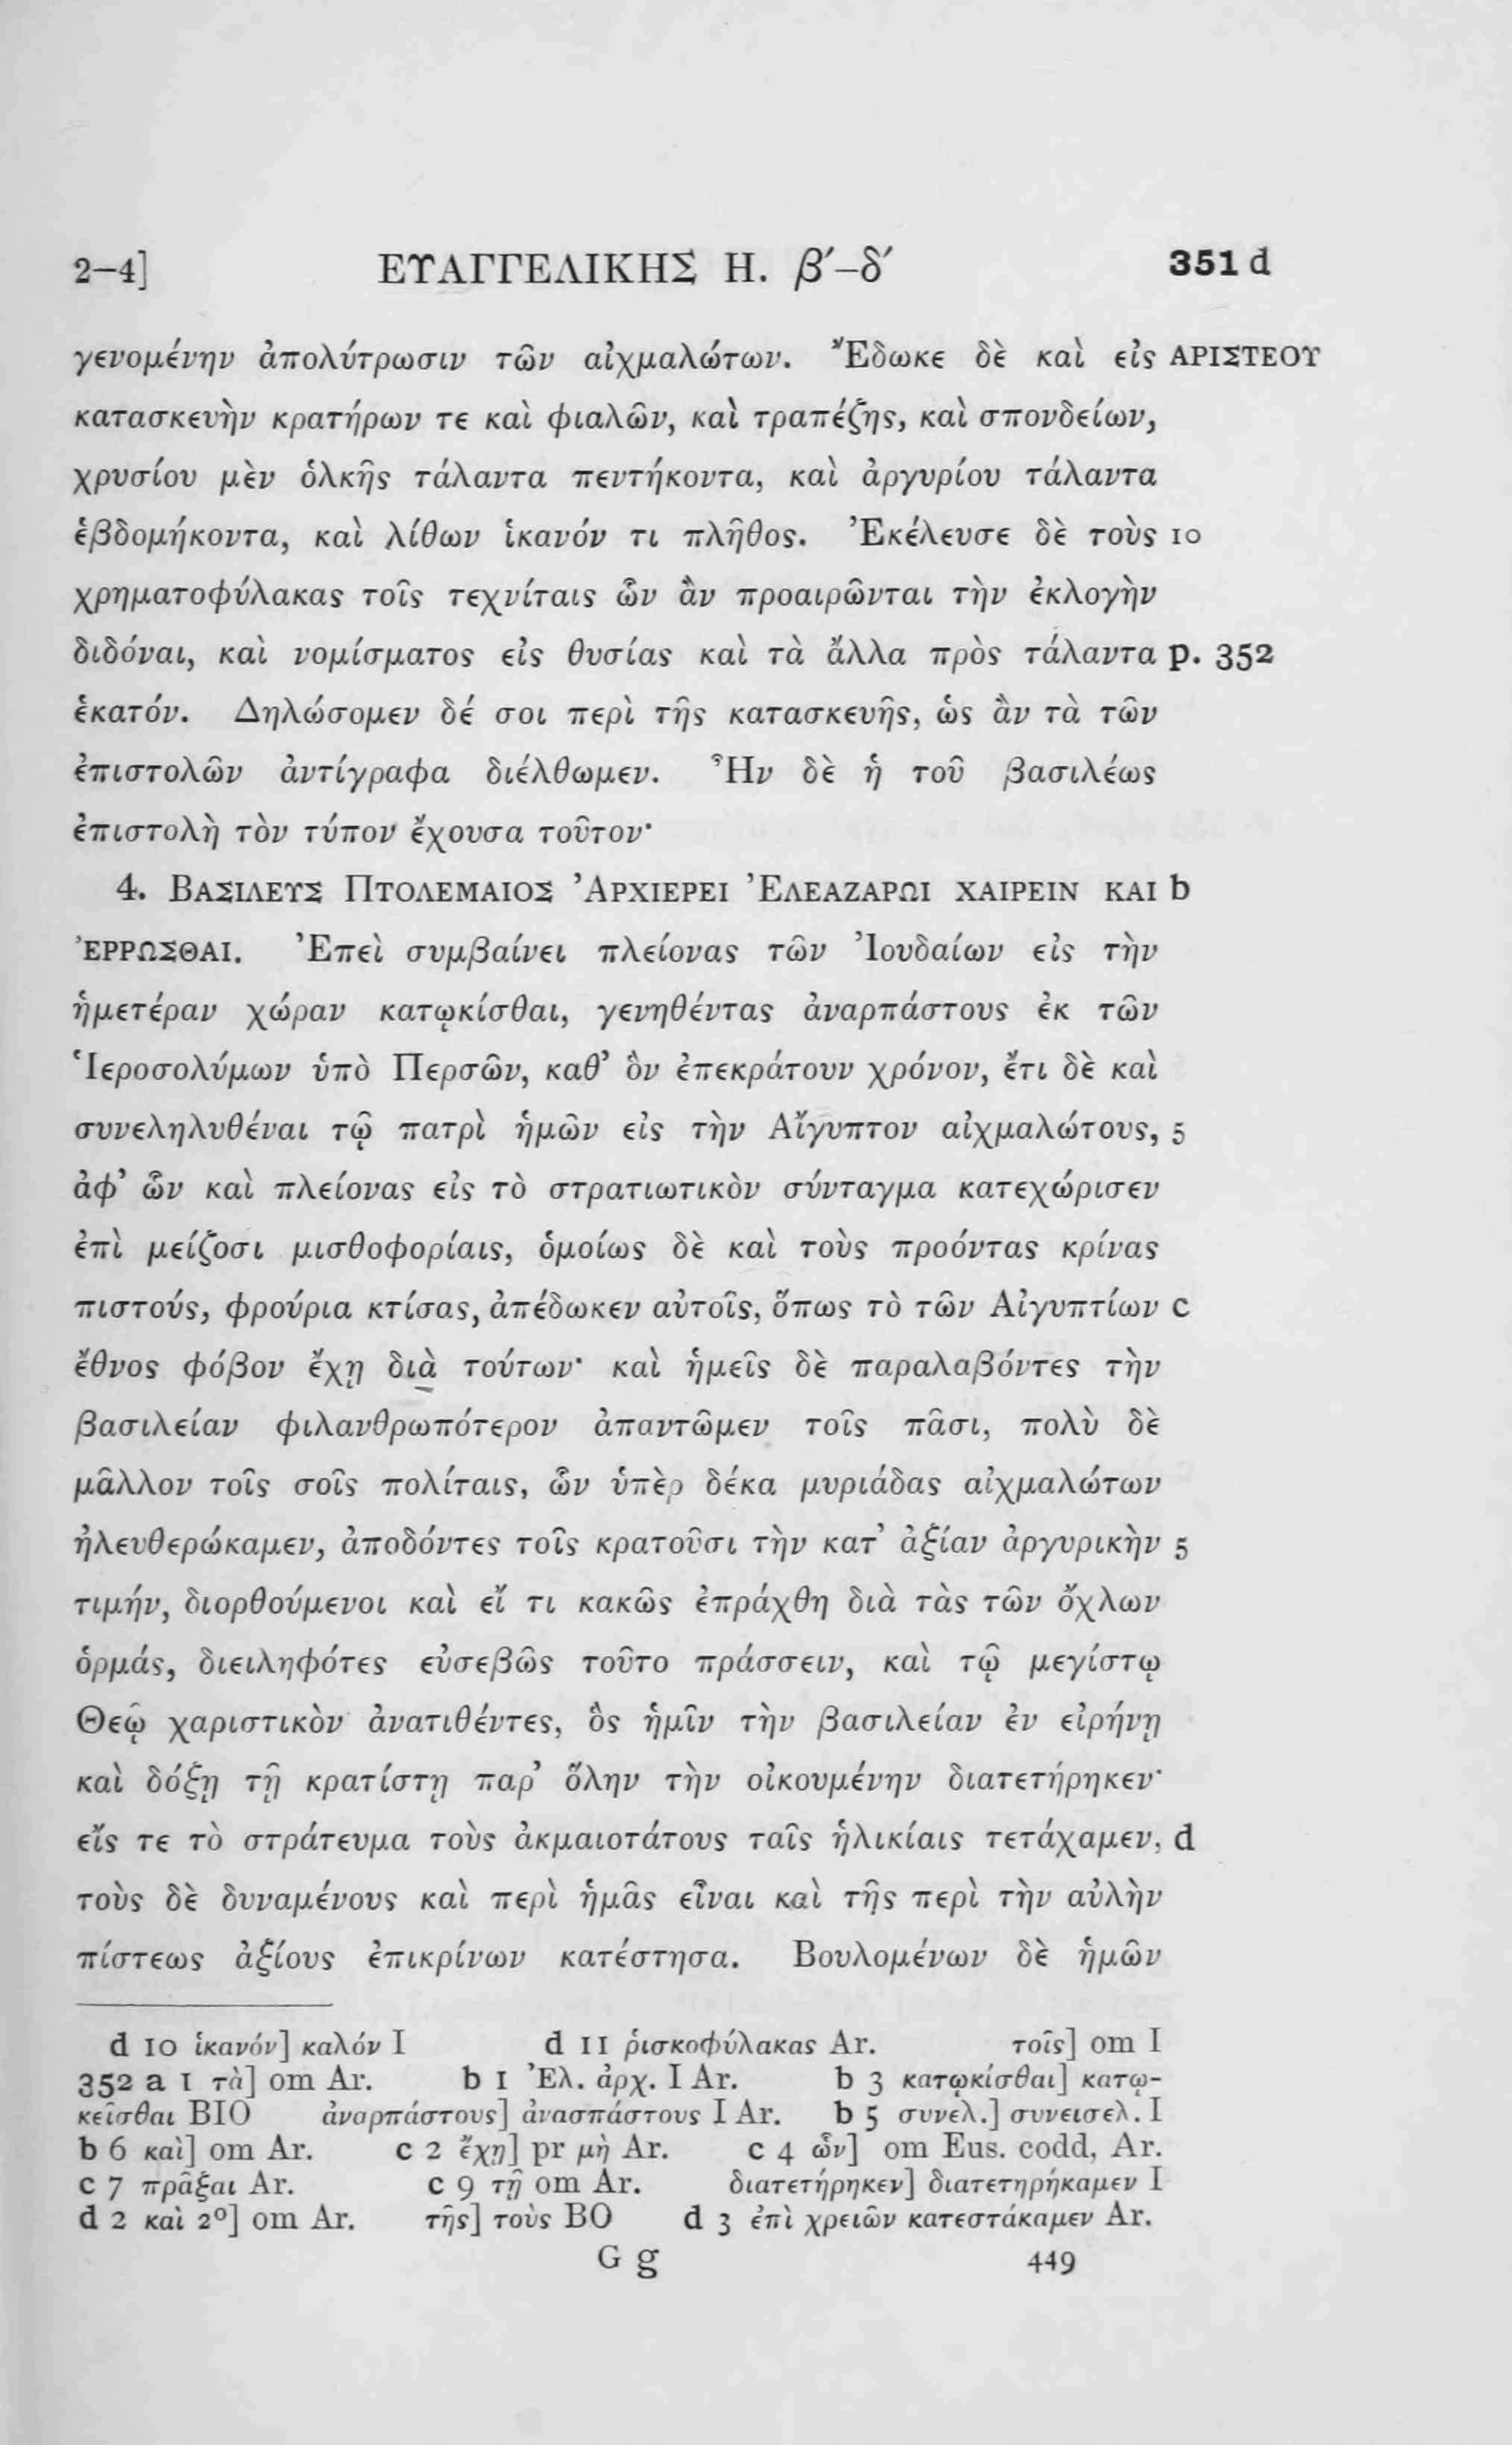 2–4] ΕΥΑΓΓΕΛΙΚΗΣ Η. β′–δ′ 351 d
γενομένην ἀπολύτρωσιν τῶν αἰχμαλώτων. Ἔδωκε δὲ καὶ εἰς ΑΡΙΣΤΕΟΥ
κατασκευὴν κρατήρων τε καὶ φιαλῶν, καὶ τραπέζης, καὶ σπονδείων,
χρυσίου μὲν ὁλκῆς τάλαντα πεντήκοντα, καὶ ἀργυρίου τάλαντα
ἑβδομήκοντα, καὶ λίθων ἱκανόν τι πλῆθος. Ἐκέλευσε δὲ τοὺς 10
χρηματοφύλακας τοῖς τεχνίταις ὧν ἂν προαιρῶνται τὴν ἐκλογὴν
διδόναι, καὶ νομίσματος εἰς θυσίας καὶ τὰ ἄλλα πρὸς τάλαντα p. 352
ἑκατόν. Δηλώσομεν δέ σοι περὶ τῆς κατασκευῆς, ὡς ἂν τὰ τῶν
ἐπιστολῶν ἀντίγραφα διέλθωμεν. Ἦν δὲ ἡ τοῦ βασιλέως
ἐπιστολὴ τὸν τύπον ἔχουσα τοῦτον·
4. ΒΑΣΙΛΕΥΣ ΠΤΟΛΕΜΑΙΟΣ ᾿ΑΡΧΙΕΡΕΙ ᾿ΕΛΕΑΖΑΡΩΙ ΧΑΙΡΕΙΝ ΚΑΙ b
᾿ΕΡΡΩΣΘΑΙ. Ἐπεὶ συμβαίνει πλείονας τῶν Ἰουδαίων εἰς τὴν
ἡμετέραν χώραν κατῳκίσθαι, γενηθέντας ἀναρπάστους ἐκ τῶν
Ἱεροσολύμων ὑπὸ Περσῶν, καθ’ ὃν ἐπεκράτουν χρόνον, ἔτι δὲ καὶ
συνεληλυθέναι τῷ πατρὶ ἡμῶν εἰς τὴν Αἴγυπτον αἰχμαλώτους, 5
ἀφ’ ὧν καὶ πλείονας εἰς τὸ στρατιωτικὸν σύνταγμα κατεχώρισεν
ἐπὶ μείζοσι μισθοφορίαις, ὁμοίως δὲ καὶ τοὺς προόντας κρίνας
πιστούς, φρούρια κτίσας, ἀπέδωκεν αὐτοῖς, ὅπως τὸ τῶν Αἰγυπτίων c
ἔθνος φόβον ἔχῃ διὰ τούτων· καὶ ἡμεῖς δὲ παραλαβόντες τὴν
βασιλείαν φιλανθρωπότερον ἀπαντῶμεν τοῖς πᾶσι, πολὺ δὲ
μᾶλλον τοῖς σοῖς πολίταις, ὧν ὑπὲρ δέκα μυριάδας αἰχμαλώτων
ἠλευθερώκαμεν, ἀποδόντες τοῖς κρατοῦσι τὴν κατ’ ἀξίαν ἀργυρικὴν 5
τιμήν, διορθούμενοι καὶ εἴ τι κακῶς ἐπράχθη διὰ τὰς τῶν ὄχλων
ὁρμάς, διειληφότες εὐσεβῶς τοῦτο πράσσειν, καὶ τῷ μεγίστῳ
Θεῷ χαριστικὸν ἀνατιθέντες, ὃς ἡμῖν τὴν βασιλείαν ἐν εἰρήνῃ
καὶ δόξῃ τῇ κρατίστῃ παρ’ ὅλην τὴν οἰκουμένην διατετήρηκεν·
εἴς τε τὸ στράτευμα τοὺς ἀκμαιοτάτους ταῖς ἡλικίαις τετάχαμεν, d
τοὺς δὲ δυναμένους καὶ περὶ ἡμᾶς εἶναι καὶ τῆς περὶ τὴν αὐλὴν
πίστεως ἀξίους ἐπικρίνων κατέστησα. Βουλομένων δὲ ἡμῶν
d 10 ἱκανόν] καλόν I d 11 ῥισκοφύλακας Ar. τοῖς] om I
352 a 1 τὰ] om Ar. b 1 Ἐλ. ἀρχ. I Ar. b 3 κατῳκίσθαι] κατῳ-
κεῖσθαι BIO ἀναρπάστους] ἀνασπάστους I Ar. b 5 συνελ.] συνεισελ. I
b 6 καὶ] om Ar. c 2 ἔχῃ] pr μὴ Ar. c 4 ὧν] om Eus. codd, Ar.
c 7 πρᾶξαι Ar. c 9 τῇ om Ar. διατετήρηκεν] διατετηρήκαμεν I
d 2 καὶ 2º] om Ar. τῆς] τοὺς BO d 3 ἐπὶ χρειῶν κατεστάκαμεν Ar.
G g 449